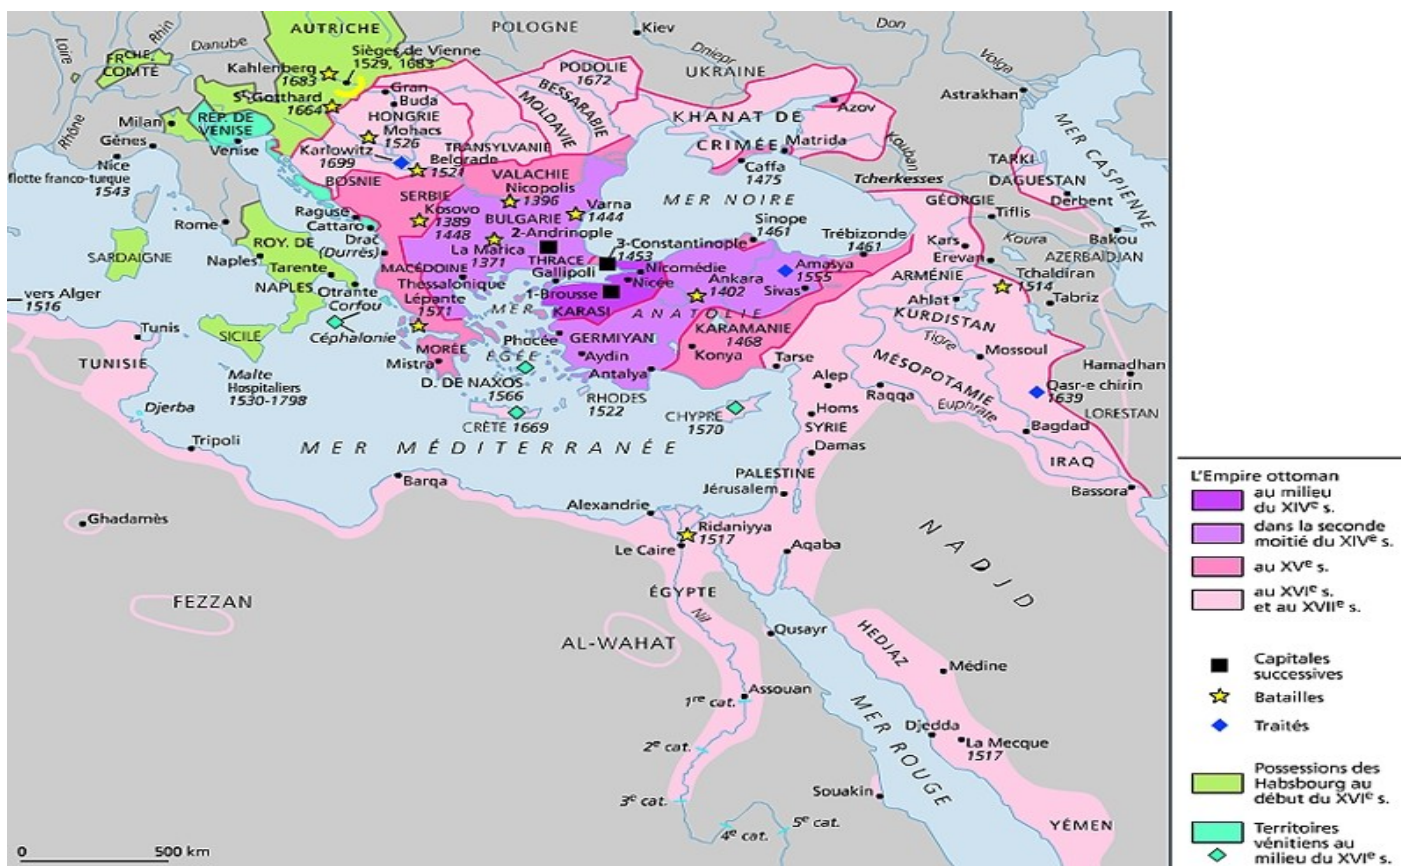 AUTRICHE
POLOGNE
Kiev
Don
Rhin
Loire
Danube
Sièges de Vienne
1529, 1683
Dniepr
Volga
FRCHE.
COMTÉ
Kahlenberg
1683
PODOLIE
1672
UKRAINE
Astrakhan
St Gotthard
1664
Gran
Buda
HONGRIE
BESSARABIE
MOLDAVIE
Azov
Rhône
Milan
RÉP. DE
VENISE
Venise
Mohacs
1526
KHANAT DE
CRIMÉE
Matrida
Kouban
MER CASPIENNE
Gênes
Nice
flotte franco-turque
1543
Karlowitz
1699
TRANSYLVANIE
Belgrade
1521
Caffa
1475
Tcherkesses
TARKI
DAGUESTAN
Derbent
BOSNIE
VALACHIE
Nicopolis
1396
SERBIE
MER NOIRE
GÉORGIE
Tiflis
Raguse
Cattaro
Kosovo
1389
1448
BULGARIE
Varna
1444
Sinope
1461
Rome
2-Andrinople
3-Constantinople
1453
Trébizonde
1461
Kars
Koura
Bakou
ROY. DE
NAPLES
Naples
Drač
(Durrës)
La Marica
1371
THRACE
Gallipoli
Nicomédie
Nicée
Amasya
1555
Erevan
AZERBAÏDJAN
SARDAIGNE
Tarente
MACÉDOINE
Thessalonique
Ankara
1402
Sivas
ARMÉNIE
Tchaldiran
1514
vers Alger
1516
Otrante
Corfou
Lépante
1571
MER
ÉGÉE
1-Brousse
KARASI
ANATOLIE
Ahlat
KURDISTAN
Tabriz
Tunis
SICILE
Céphalonie
Phocée
GERMIYAN
KARAMANIE
1468
Tigre
Mossoul
Hamadhan
TUNISIE
MORÉE
Mistra
Aydin
Konya
Tarse
MÉSOPOTAMIE
Malte
Hospitaliers
1530-1798
D. DE NAXOS
1566
Antalya
Alep
Raqqa
Qasr-e chirin
1639
Djerba
RHODES
1522
CHYPRE
1570
Homs
Euphrate
LORESTAN
CRÈTE 1669
SYRIE
Bagdad
Tripoli
MER MÉDITERRANÉE
Damas
IRAQ
Barqa
PALESTINE
Jérusalem
Bassora
Alexandrie
Ghadamès
Ridaniyya
1517
Le Caire
Aqaba
NADJD
FEZZAN
ÉGYPTE
Nil
AL-WAHAT
Qusayr
HEDJAZ
Médine
Assouan
1re cat.
MER ROUGE
Djedda
La Mecque
1517
2e cat.
3e cat.
Souakin
4e cat.
5e cat.
YÉMEN
0
500 km
L'Empire ottoman
au milieu
du XIVe s.
dans la seconde
moitié du XIVe s.
au XVe s.
au XVIe s.
et au XVIIe s.
Capitales
successives
Batailles
Traités
Possessions des
Habsbourg au
début du XVIe s.
Territoires
vénitiens au
milieu du XVIe s.